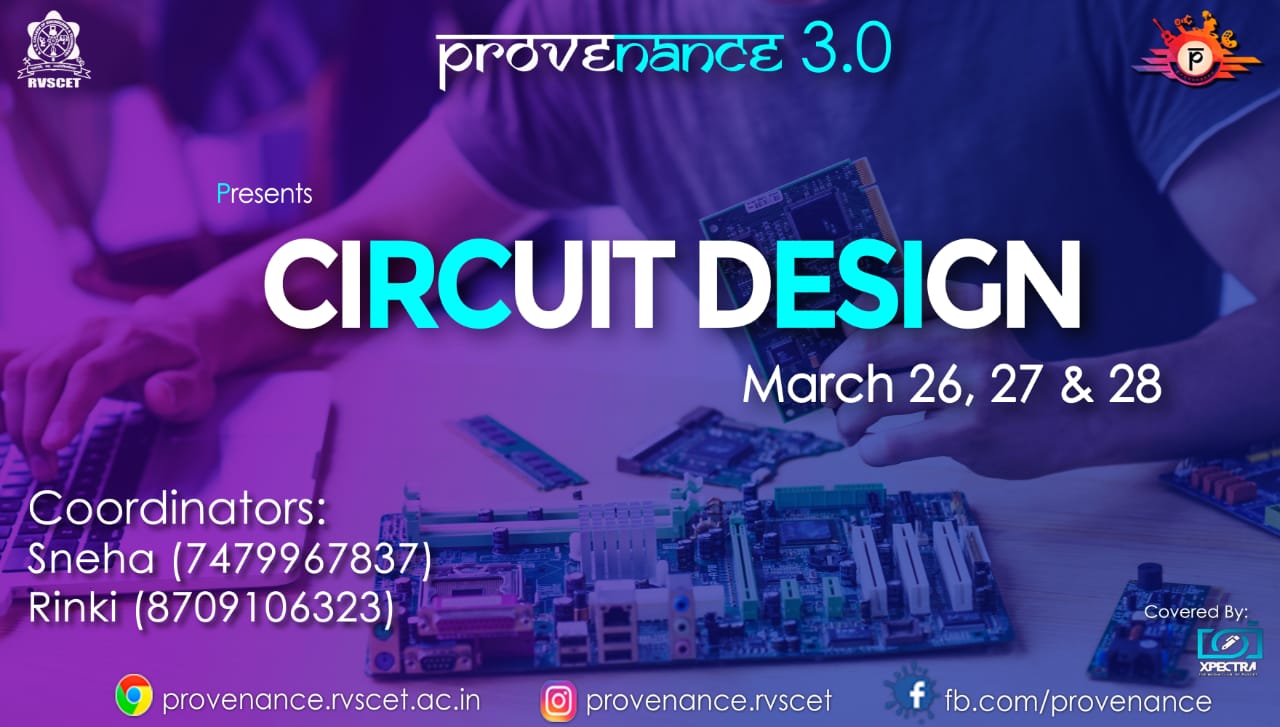 RVSCET
provenance 3.0
Presents
CIRCUIT DESIGN
March 26, 27 & 28
Coordinators:
Sneha (7479967837)
Rinki (8709106323)
Covered By:
XPECTRA
provenance.rvscet.ac.in
provenance.rvscet
fb.com/provenance